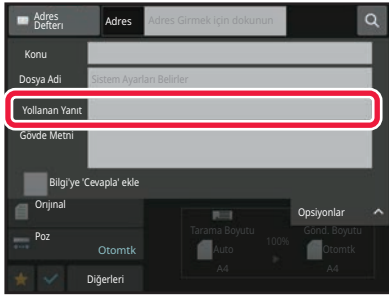 Adres
Defteri
Adres
Adres Girmek için dokunun
Konu
Dosya Adi
Sistem Ayarları Belirler
Yollanan Yanıt
Gövde Metni
Bilgi'ye 'Cevapla' ekle
Orijinal
Opsiyonlar
Poz
Otomtk
Tarama Boyutu
Auto
A4
100%
Gönd. Boyutu
Otomtk
A4
Diğerleri